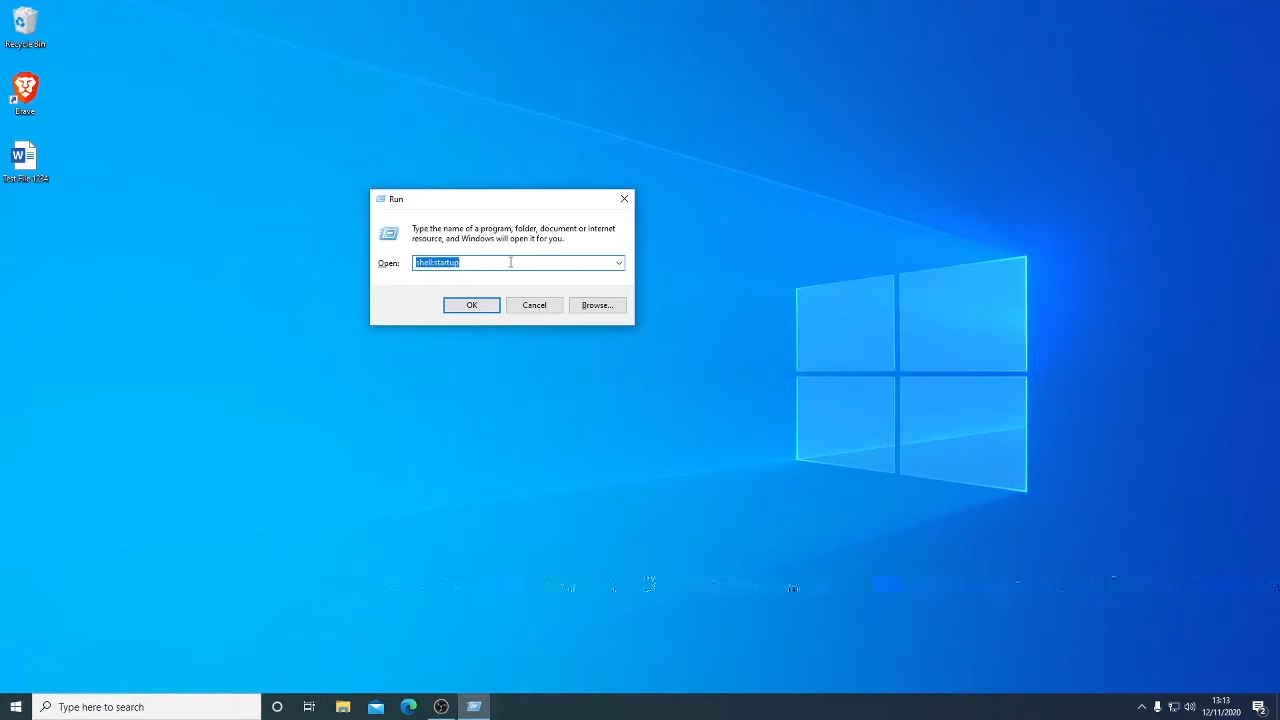 Recycle Bin
Brave
Test File 1234
Run
Type the name of a program, folder, document or Internet
resource, and Windows will open it for you.
Open:
shell:startup
OK
Cancel
Browse...
Type here to search
13:13
12/11/2020
2